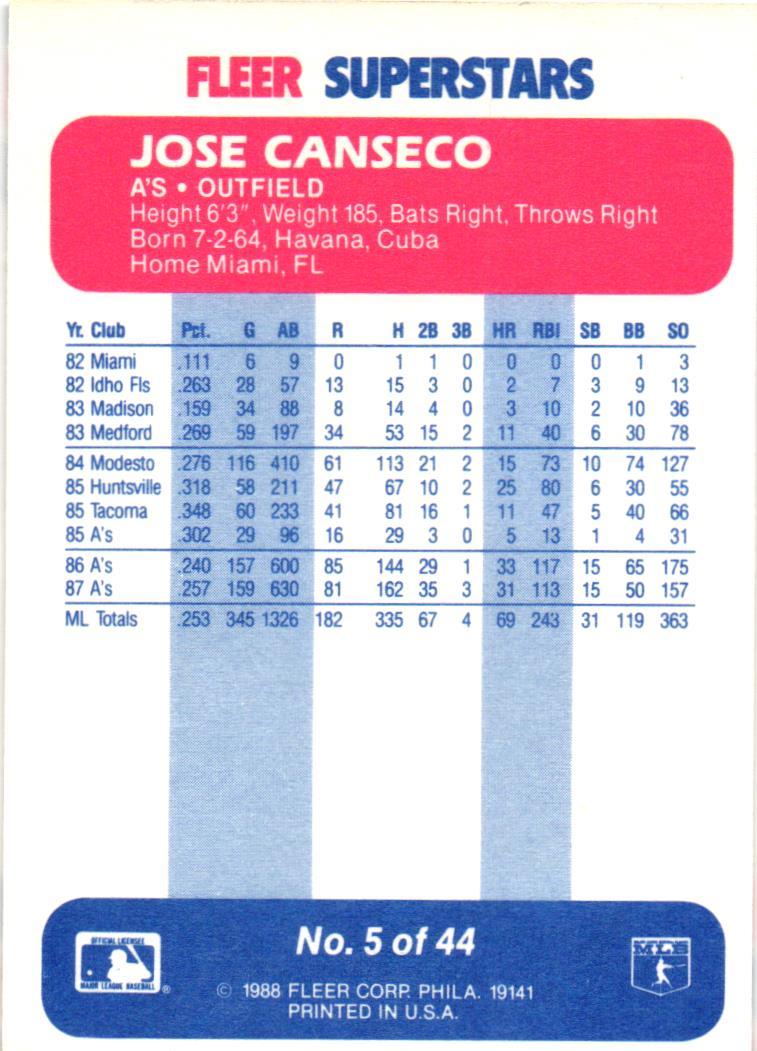 FLEER SUPERSTARS
JOSE CANSECO
A'S • OUTFIELD
Height 6'3", Weight 185, Bats Right, Throws Right
Born 7-2-64, Havana, Cuba
Home Miami, FL
Yr. Club Pct. G AB R H 2B 3B HR RBI SB BB SO
82 Miami .111 6 9 0 1 1 0 0 0 0 1 3
82 Idho Fls .263 28 57 13 15 3 0 2 7 3 9 13
83 Madison .159 34 88 8 14 4 0 3 10 2 10 36
83 Medford .269 59 197 34 53 15 2 11 40 6 30 78
84 Modesto .276 116 410 61 113 21 2 15 73 10 74 127
85 Huntsville .318 58 211 47 67 10 2 25 80 6 30 55
85 Tacoma .348 60 233 41 81 16 1 11 47 5 40 66
85 A's .302 29 96 16 29 3 0 5 13 1 4 31
86 A's .240 157 600 85 144 29 1 33 117 15 65 175
87 A's .257 159 630 81 162 35 3 31 113 15 50 157
ML Totals .253 345 1326 182 335 67 4 69 243 31 119 363
No. 5 of 44
OFFICIAL LICENSEE
MAJOR LEAGUE BASEBALL ®
MLB
© 1988 FLEER CORP. PHILA. 19141
PRINTED IN U.S.A.